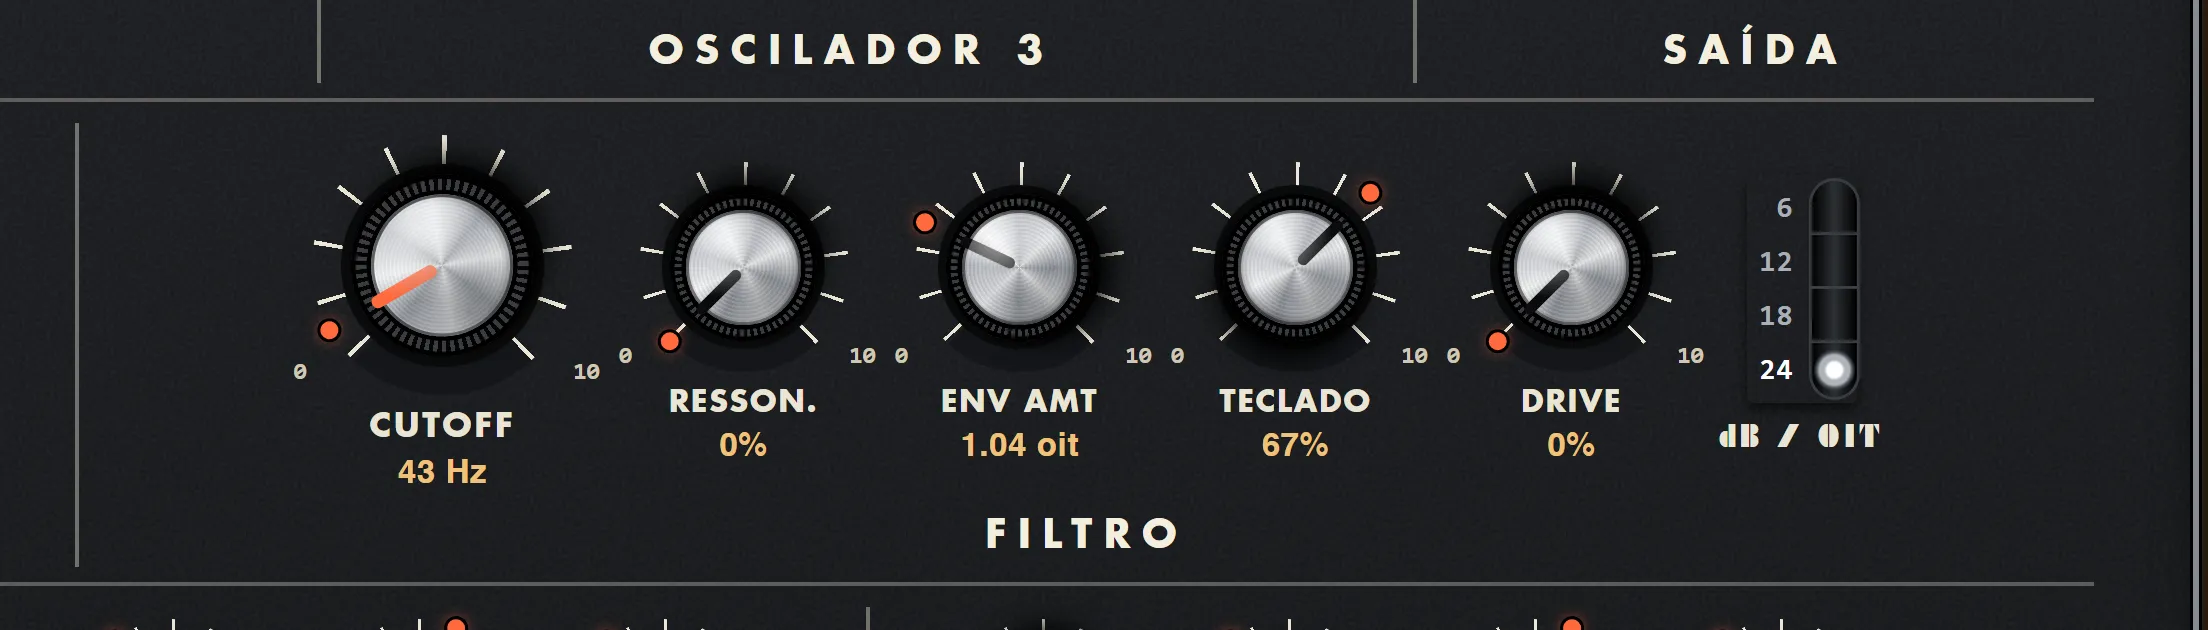 OSCILADOR 3
SAÍDA
0 10
CUTOFF
43 Hz
0 10
RESSON.
0%
0 10
ENV AMT
1.04 oit
0 10
TECLADO
67%
0 10
DRIVE
0%
6
12
18
24
dB / OIT
FILTRO